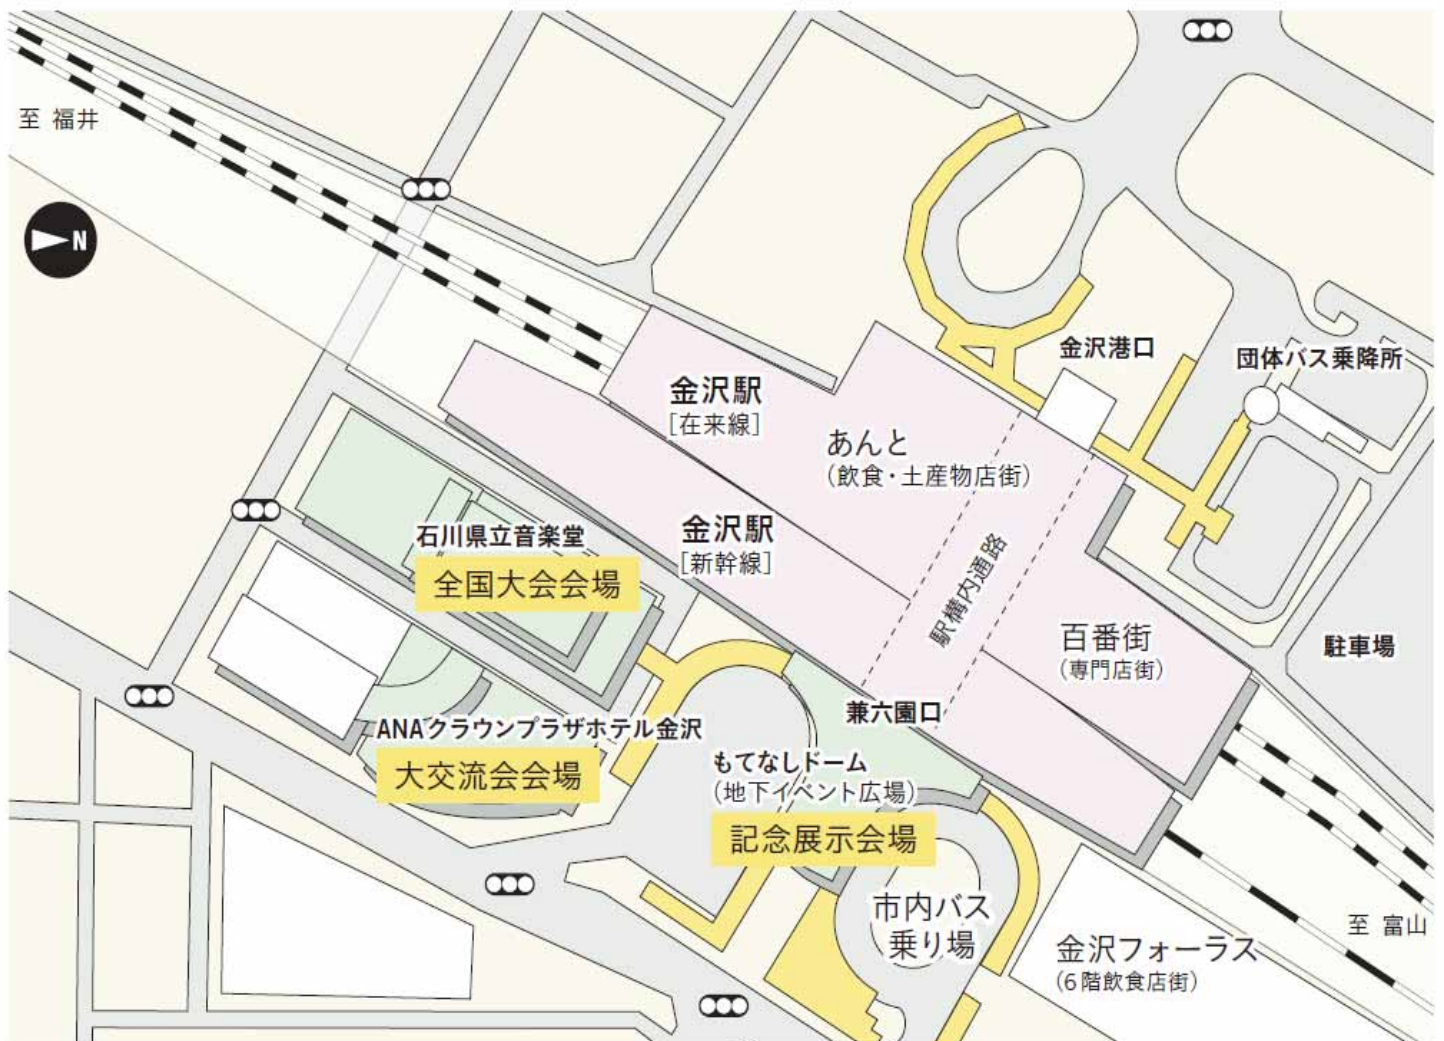 至 福井
N
金沢港口
団体バス乗降所
金沢駅
[在来線]
あんと
(飲食・土産物店街)
金沢駅
[新幹線]
石川県立音楽堂
全国大会会場
駅構内通路
百番街
(専門店街)
駐車場
兼六園口
ANAクラウンプラザホテル金沢
大交流会会場
もてなしドーム
(地下イベント広場)
記念展示会場
市内バス
乗り場
至 富山
金沢フォーラス
(6階飲食店街)